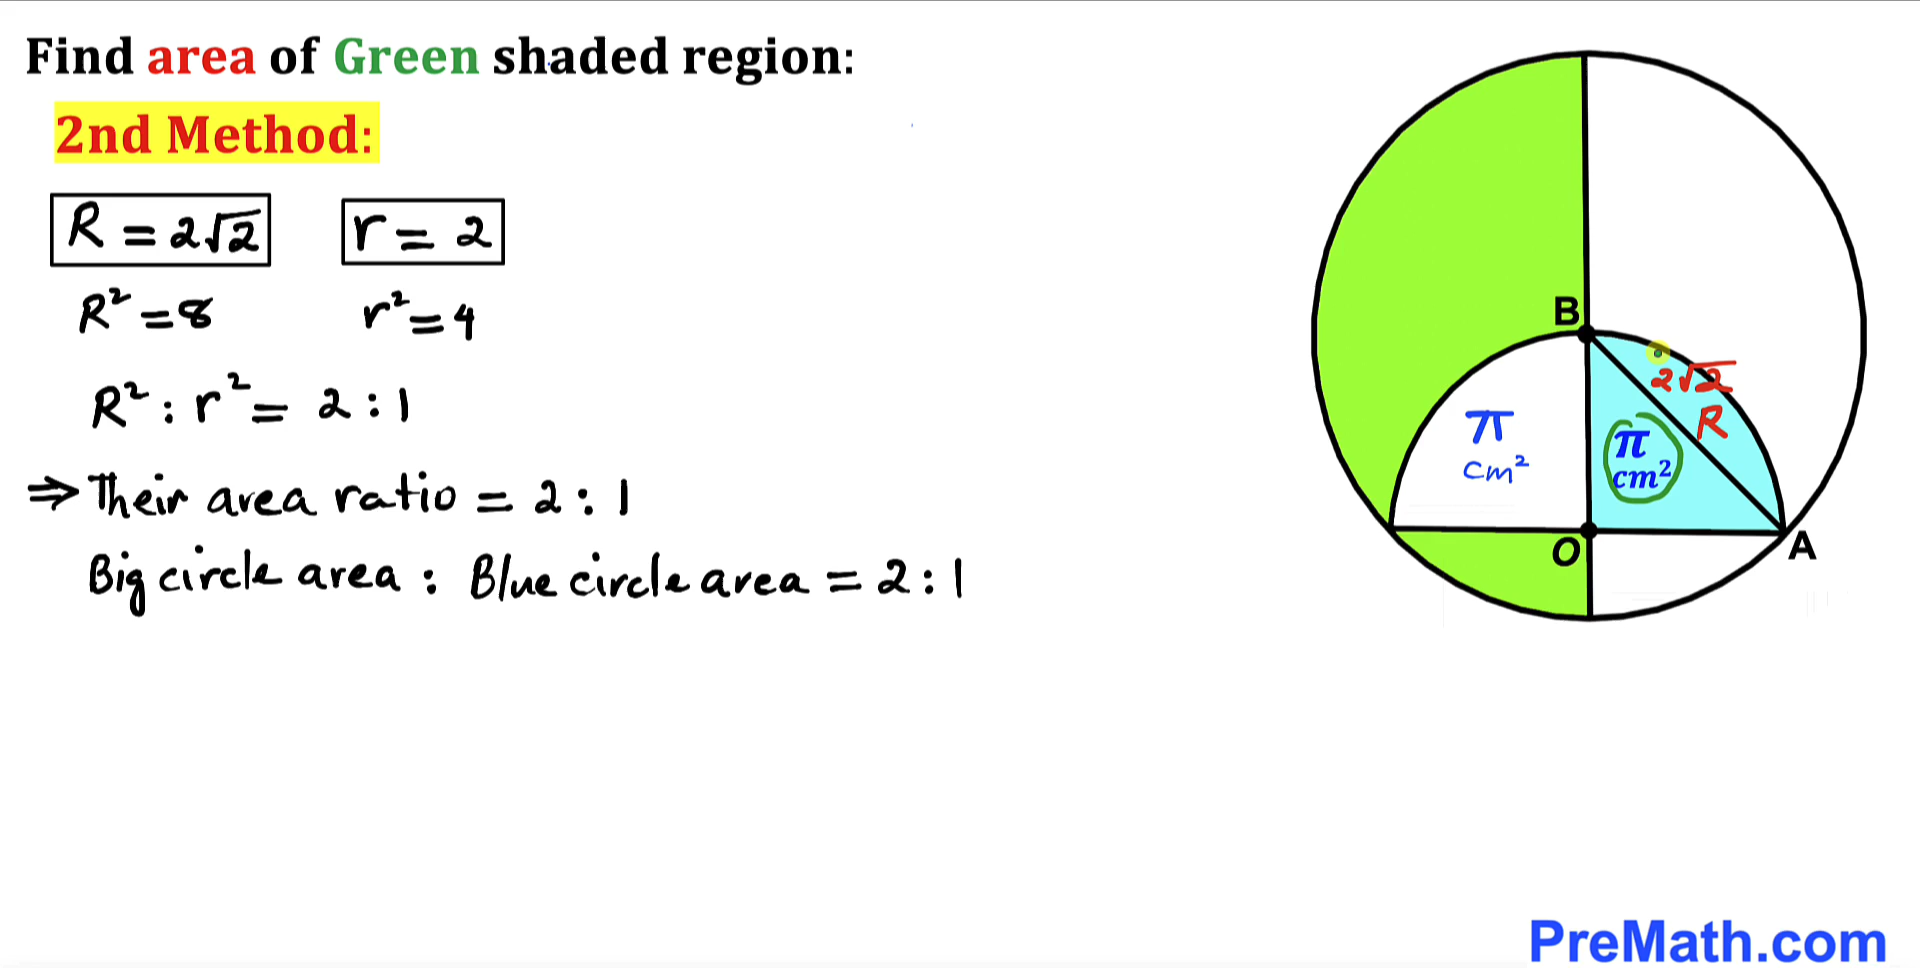 Find area of Green shaded region:
2nd Method:
R = 2√2 r = 2
R² = 8 r² = 4
R² : r² = 2 : 1
⇒ Their area ratio = 2 : 1
Big circle area : Blue circle area = 2 : 1
B
2√2
R
π
cm²
π
cm²
O
A
PreMath.com